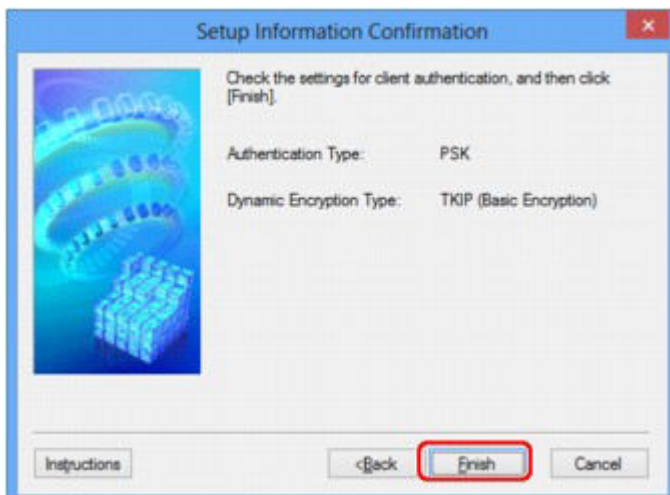 Setup Information Confirmation
Check the settings for client authentication, and then click
[Finish].
Authentication Type: PSK
Dynamic Encryption Type: TKIP (Basic Encryption)
Instructions <Back Finish Cancel